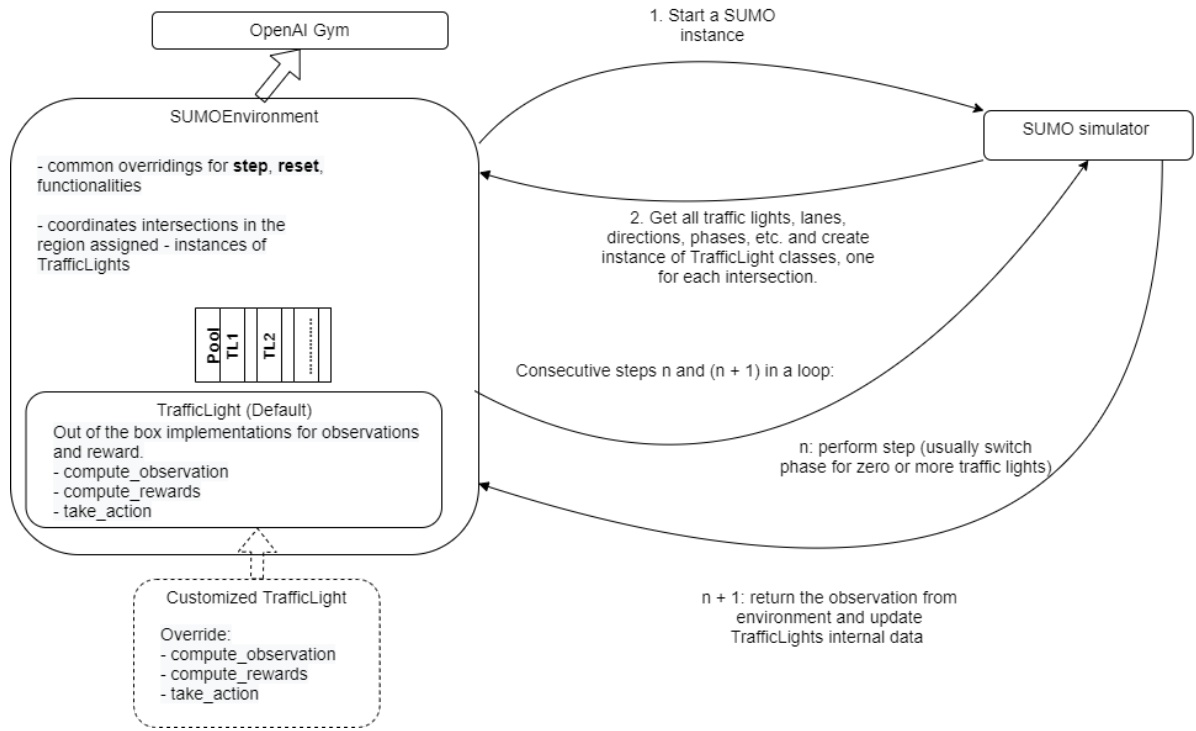 OpenAI Gym
SUMOEnvironment
- common overridings for step, reset,
functionalities
- coordinates intersections in the
region assigned - instances of
TrafficLights
Pool
TL1
TL2
............
TrafficLight (Default)
Out of the box implementations for observations
and reward.
- compute_observation
- compute_rewards
- take_action
Customized TrafficLight
Override:
- compute_observation
- compute_rewards
- take_action
1. Start a SUMO
instance
SUMO simulator
2. Get all traffic lights, lanes,
directions, phases, etc. and create
instance of TrafficLight classes, one
for each intersection.
Consecutive steps n and (n + 1) in a loop:
n: perform step (usually switch
phase for zero or more traffic lights)
n + 1: return the observation from
environment and update
TrafficLights internal data